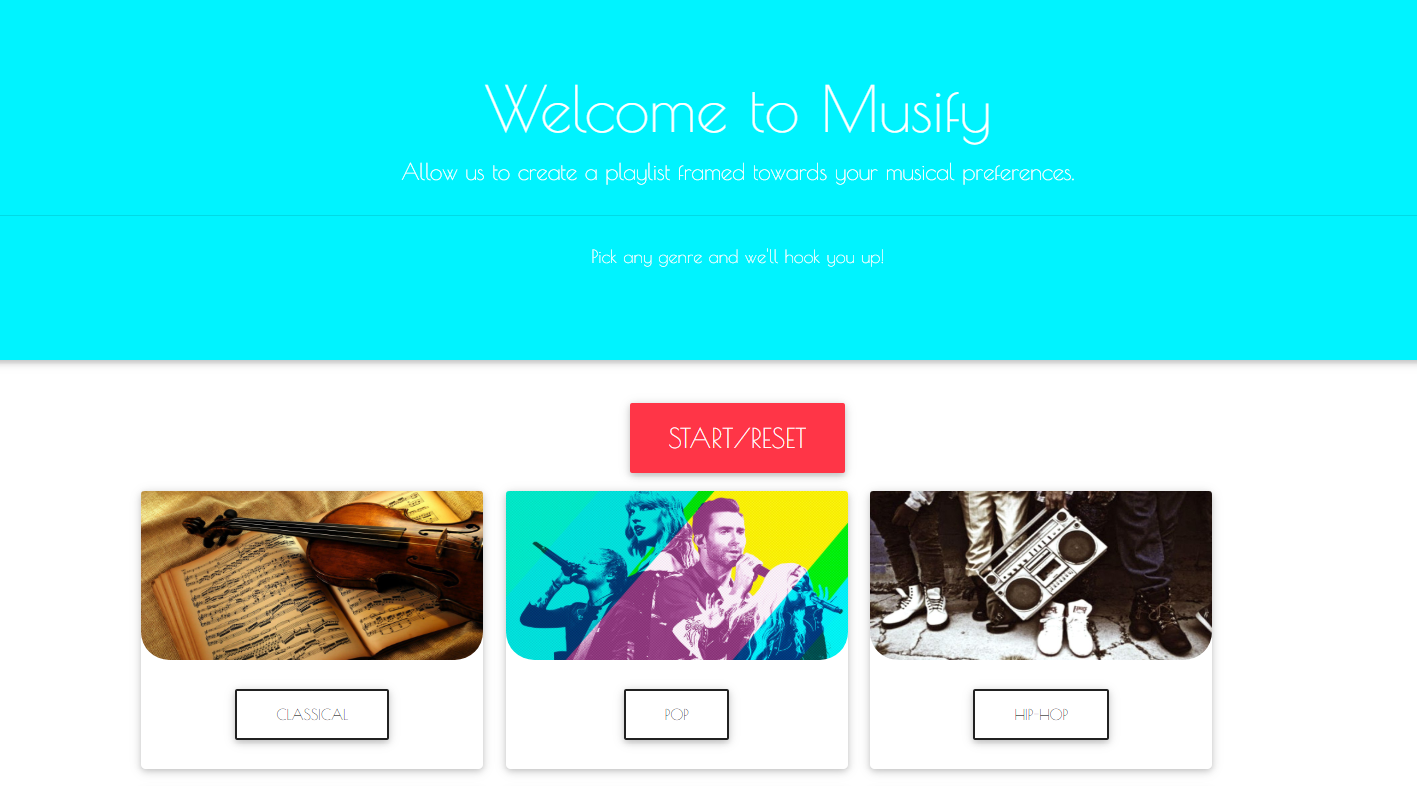 Welcome to Musify
Allow us to create a playlist framed towards your musical preferences.
Pick any genre and we'll hook you up!
START/RESET
CLASSICAL
POP
HIP-HOP